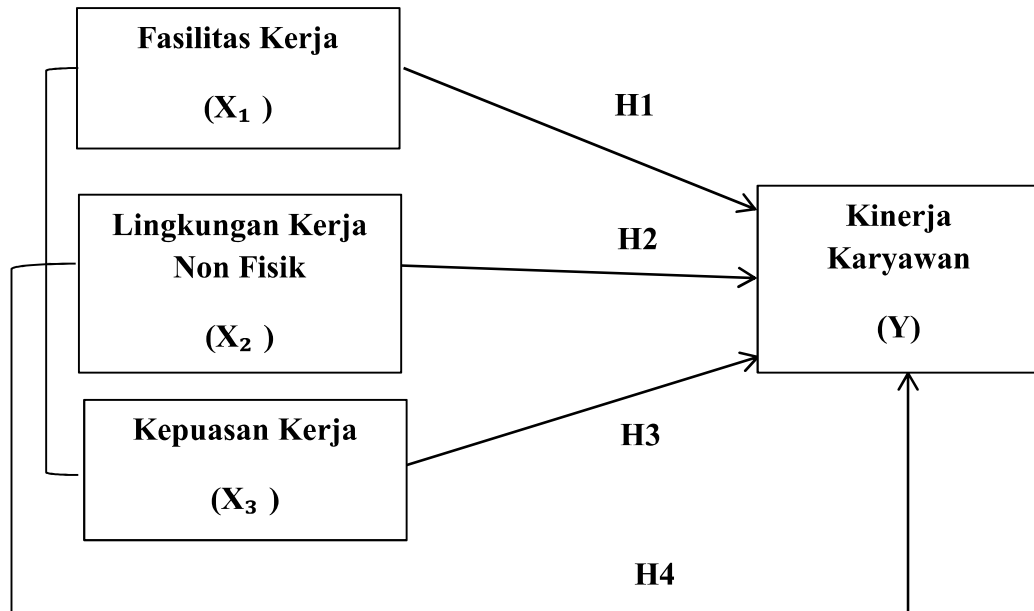 Fasilitas Kerja
(X₁ )
H1
Lingkungan Kerja
Non Fisik
(X₂ )
H2
Kinerja
Karyawan
(Y)
Kepuasan Kerja
(X₃ )
H3
H4